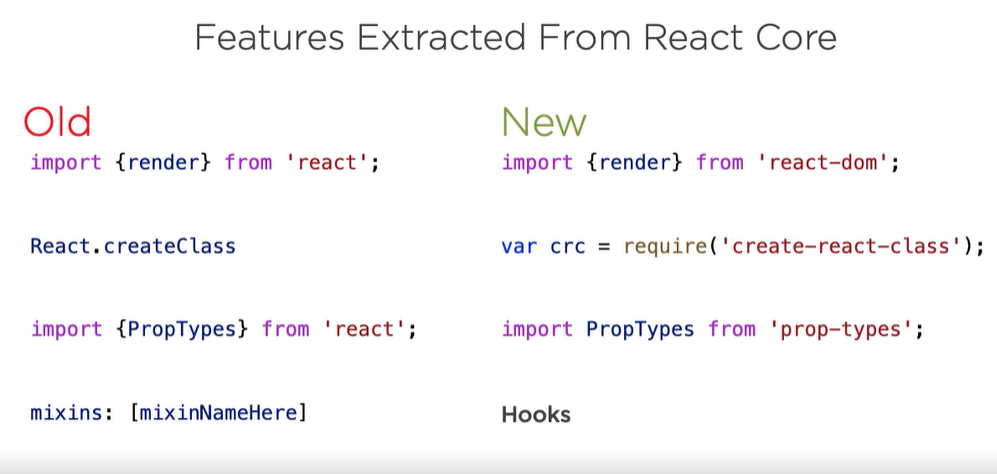 Features Extracted From React Core
Old
import {render} from 'react';
React.createClass
import {PropTypes} from 'react';
mixins: [mixinNameHere]
New
import {render} from 'react-dom';
var crc = require('create-react-class');
import PropTypes from 'prop-types';
Hooks